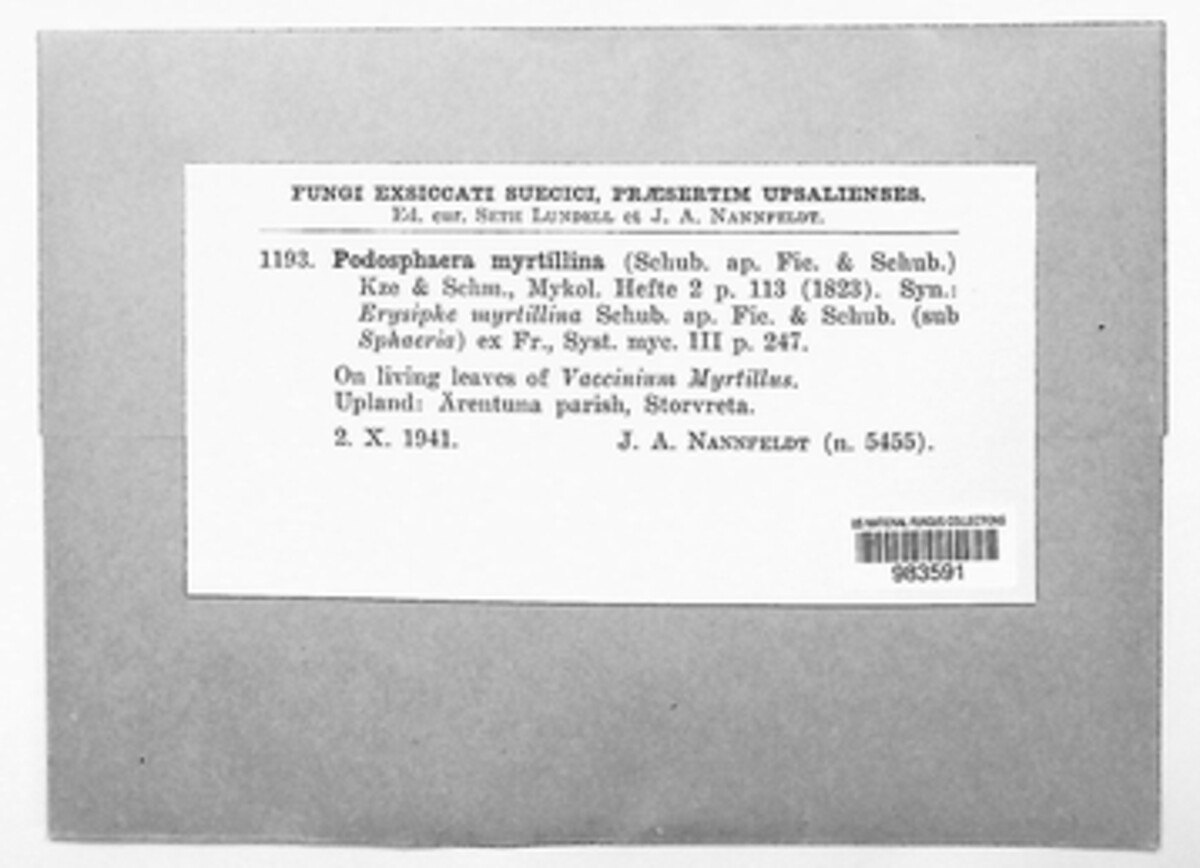 FUNGI EXSICCATI SUECICI, PRÆSERTIM UPSALIENSES.
Ed. cur. SETH LUNDELL et J. A. NANNFELDT.
1193. Podosphaera myrtillina (Schub. ap. Fic. & Schub.)
Kze & Schm., Mykol. Hefte 2 p. 113 (1823). Syn.:
Erysiphe myrtillina Schub. ap. Fic. & Schub. (sub
Sphaeria) ex Fr., Syst. myc. III p. 247.
On living leaves of Vaccinium Myrtillus.
Upland: Ärentuna parish, Storvreta.
2. X. 1941. J. A. NANNFELDT (n. 5455).
US NATIONAL FUNGUS COLLECTIONS
983591